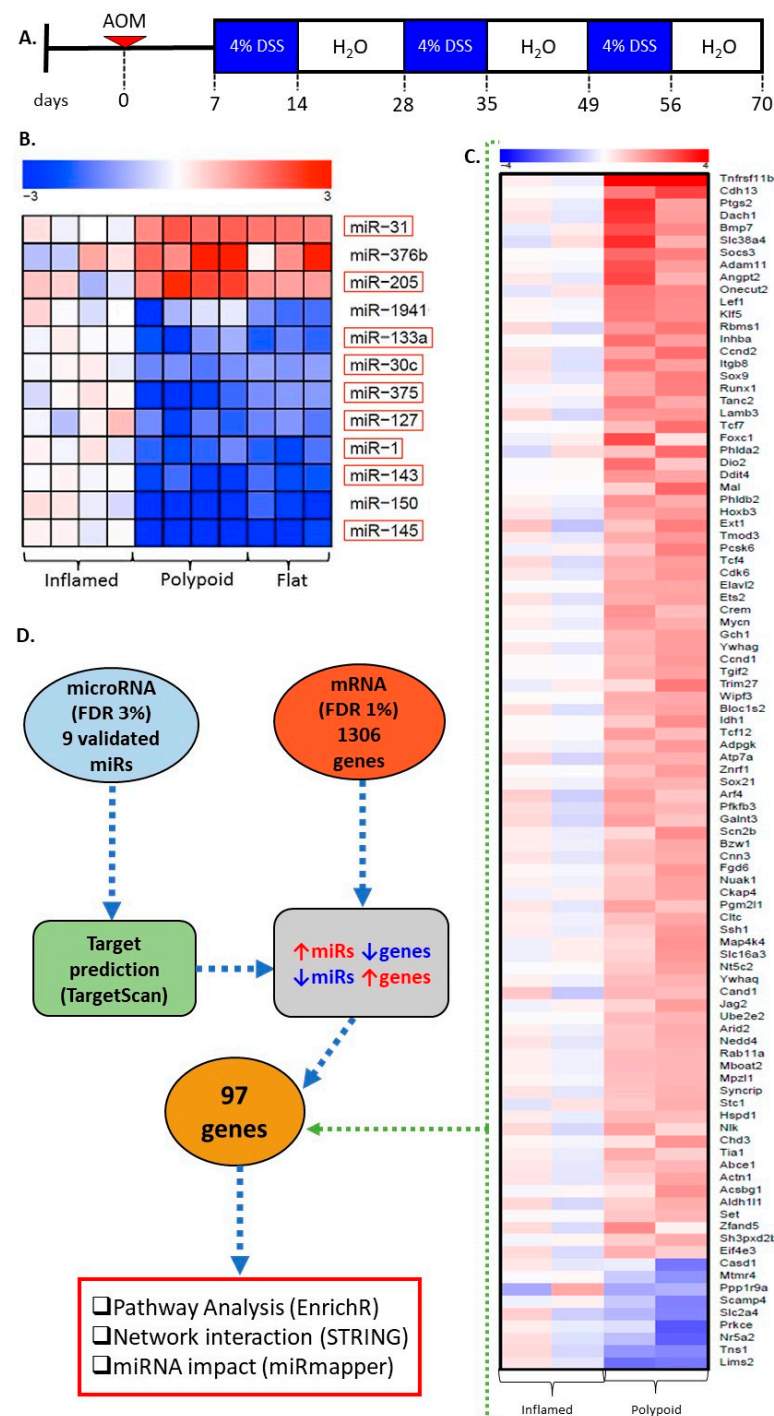 A.
AOM
4% DSS
H₂O
4% DSS
H₂O
4% DSS
H₂O
days
0
7
14
28
35
49
56
70
B.
−3
3
miR−31
miR−376b
miR−205
miR−1941
miR−133a
miR−30c
miR−375
miR−127
miR−1
miR−143
miR−150
miR−145
Inflamed
Polypoid
Flat
C.
−4
4
Tnfrsf11b
Cdh13
Ptgs2
Dach1
Bmp7
Slc38a4
Socs3
Adam11
Angpt2
Onecut2
Lef1
Klf5
Rbms1
Inhba
Ccnd2
Itgb8
Sox9
Runx1
Tanc2
Lamb3
Tcf7
Foxc1
Phlda2
Dio2
Ddit4
Mal
Phldb2
Hoxb3
Ext1
Tmod3
Pcsk6
Tcf4
Cdk6
Elavl2
Ets2
Crem
Mycn
Gch1
Ywhag
Ccnd1
Tgif2
Trim27
Wipf3
Bloc1s2
Idh1
Tcf12
Adpgk
Atp7a
Znrf1
Sox21
Arf4
Pfkfb3
Galnt3
Scn2b
Bzw1
Cnn3
Fgd6
Nuak1
Ckap4
Pgm2l1
Cltc
Ssh1
Map4k4
Slc16a3
Nt5c2
Ywhaq
Cand1
Jag2
Ube2e2
Arid2
Nedd4
Rab11a
Mboat2
Mpzl1
Syncrip
Stc1
Hspd1
Nlk
Chd3
Tia1
Abce1
Actn1
Acsbg1
Aldh1l1
Set
Zfand5
Sh3pxd2b
Eif4e3
Casd1
Mtmr4
Ppp1r9a
Scamp4
Slc2a4
Prkce
Nr5a2
Tns1
Lims2
Inflamed
Polypoid
D.
microRNA
(FDR 3%)
9 validated
miRs
mRNA
(FDR 1%)
1306
genes
Target
prediction
(TargetScan)
↑miRs ↓genes
↓miRs ↑genes
97
genes
❑Pathway Analysis (EnrichR)
❑Network interaction (STRING)
❑miRNA impact (miRmapper)